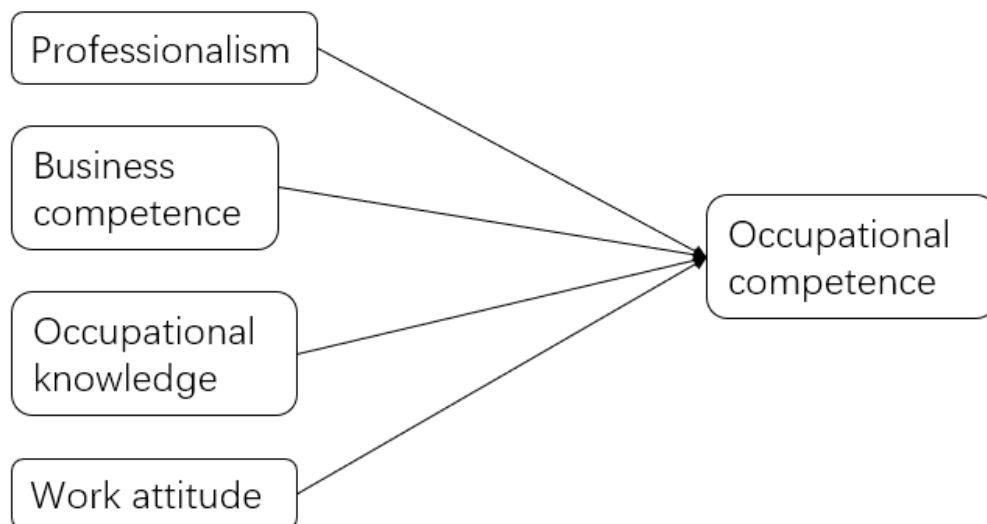 Professionalism
Business
competence
Occupational
knowledge
Work attitude
Occupational
competence